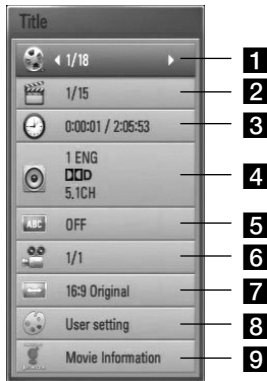 Title
1/18 1
1/15 2
0:00:01 / 2:05:53 3
1 ENG
DD D
5.1CH 4
ABC OFF 5
1/1 6
16:9 Original 7
User setting 8
Movie Information 9